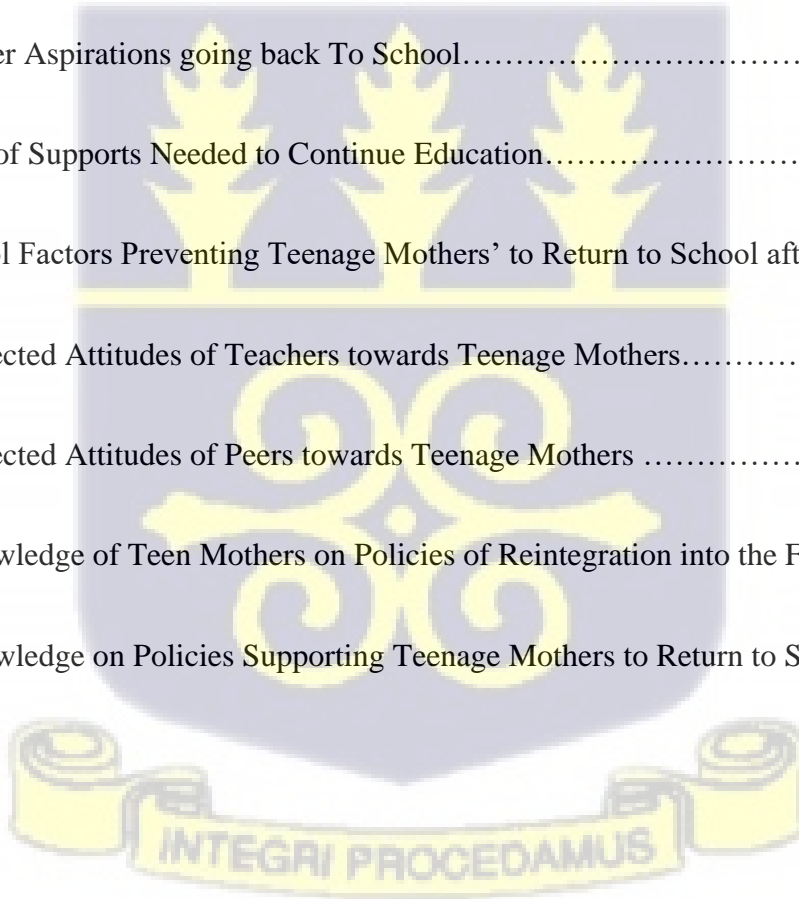 er Aspirations going back To School……………………………
of Supports Needed to Continue Education……………………
l Factors Preventing Teenage Mothers’ to Return to School aft
ected Attitudes of Teachers towards Teenage Mothers…………
ected Attitudes of Peers towards Teenage Mothers ……………
wledge of Teen Mothers on Policies of Reintegration into the F
wledge on Policies Supporting Teenage Mothers to Return to S
INTEGRI PROCEDAMUS